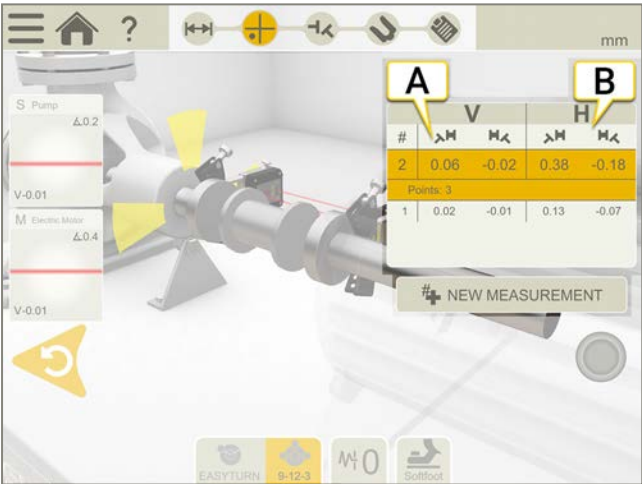 ?
mm
A
B
S Pump
∡0.2
V-0.01
M Electric Motor
∡0.4
V-0.01
V H
#
2 0.06 -0.02 0.38 -0.18
Points: 3
1 0.02 -0.01 0.13 -0.07
# NEW MEASUREMENT
EASYTURN
9-12-3
0
Softfoot